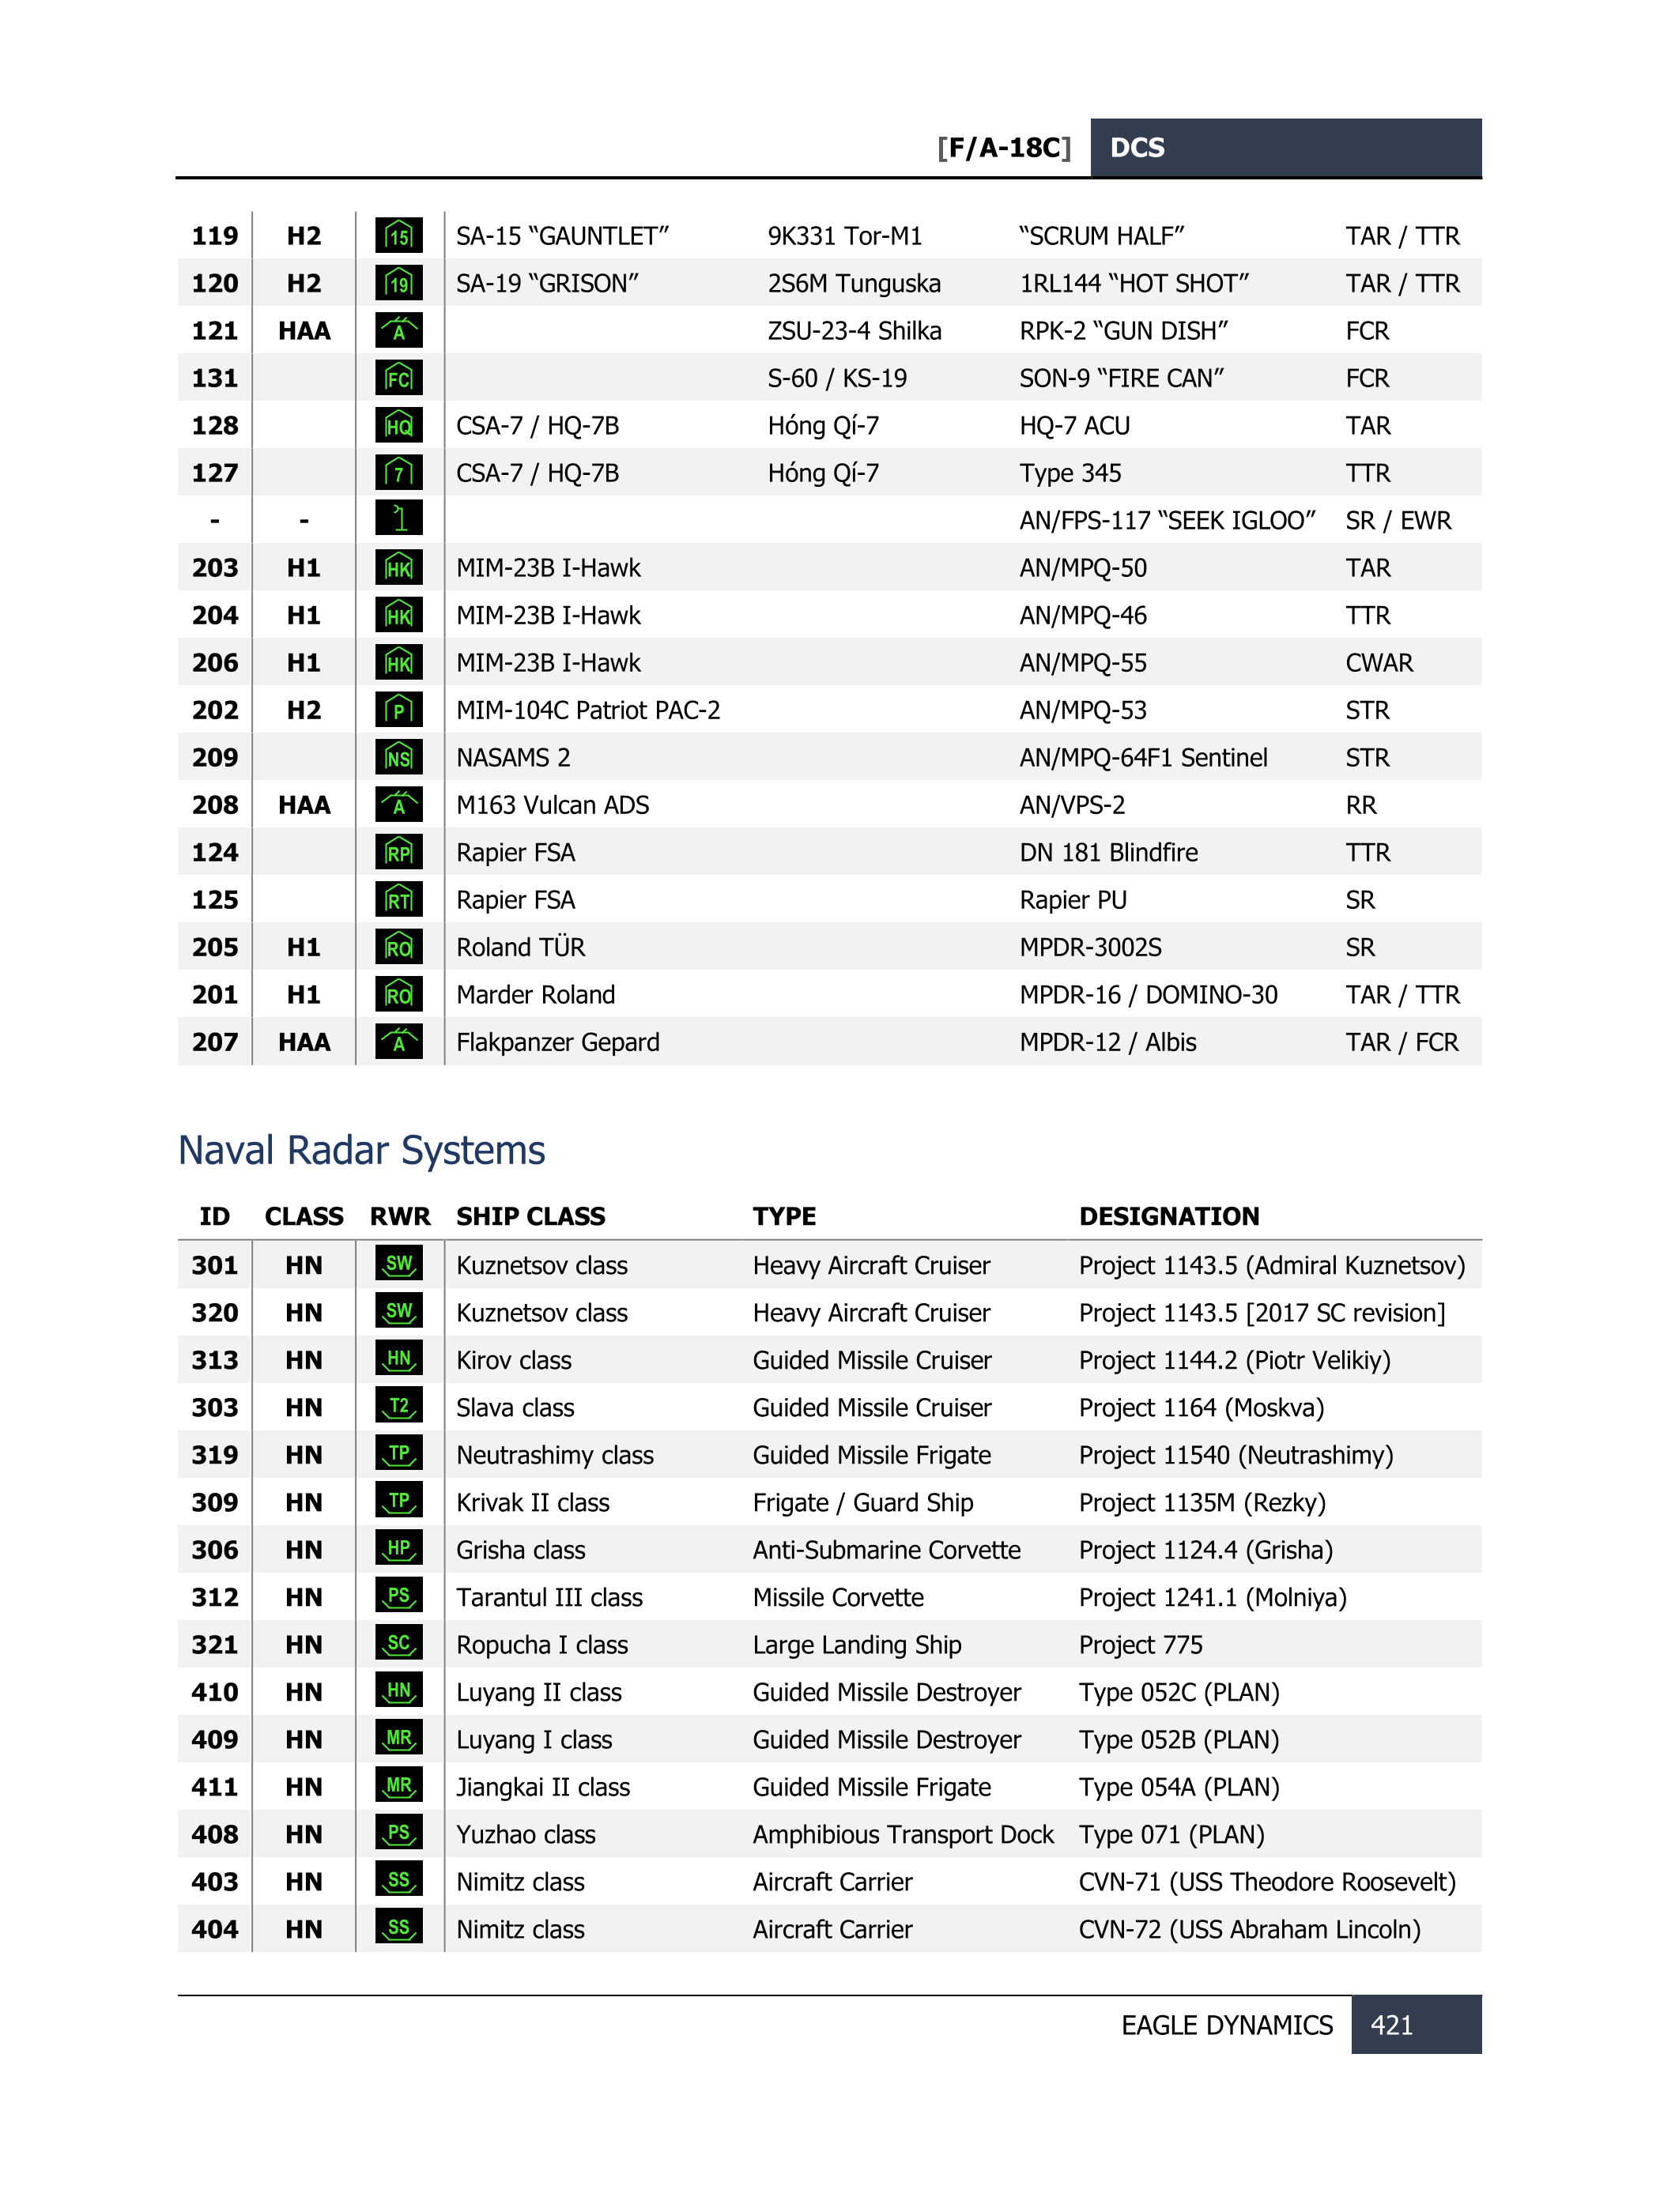 [F/A-18C] DCS
119 H2 15 SA-15 “GAUNTLET” 9K331 Tor-M1 “SCRUM HALF” TAR / TTR
120 H2 19 SA-19 “GRISON” 2S6M Tunguska 1RL144 “HOT SHOT” TAR / TTR
121 HAA A ZSU-23-4 Shilka RPK-2 “GUN DISH” FCR
131 FC S-60 / KS-19 SON-9 “FIRE CAN” FCR
128 HQ CSA-7 / HQ-7B Hóng Qí-7 HQ-7 ACU TAR
127 7 CSA-7 / HQ-7B Hóng Qí-7 Type 345 TTR
- - AN/FPS-117 “SEEK IGLOO” SR / EWR
203 H1 HK MIM-23B I-Hawk AN/MPQ-50 TAR
204 H1 HK MIM-23B I-Hawk AN/MPQ-46 TTR
206 H1 HK MIM-23B I-Hawk AN/MPQ-55 CWAR
202 H2 P MIM-104C Patriot PAC-2 AN/MPQ-53 STR
209 NS NASAMS 2 AN/MPQ-64F1 Sentinel STR
208 HAA A M163 Vulcan ADS AN/VPS-2 RR
124 RP Rapier FSA DN 181 Blindfire TTR
125 RT Rapier FSA Rapier PU SR
205 H1 RO Roland TÜR MPDR-3002S SR
201 H1 RO Marder Roland MPDR-16 / DOMINO-30 TAR / TTR
207 HAA A Flakpanzer Gepard MPDR-12 / Albis TAR / FCR
Naval Radar Systems
ID CLASS RWR SHIP CLASS TYPE DESIGNATION
301 HN SW Kuznetsov class Heavy Aircraft Cruiser Project 1143.5 (Admiral Kuznetsov)
320 HN SW Kuznetsov class Heavy Aircraft Cruiser Project 1143.5 [2017 SC revision]
313 HN HN Kirov class Guided Missile Cruiser Project 1144.2 (Piotr Velikiy)
303 HN T2 Slava class Guided Missile Cruiser Project 1164 (Moskva)
319 HN TP Neutrashimy class Guided Missile Frigate Project 11540 (Neutrashimy)
309 HN TP Krivak II class Frigate / Guard Ship Project 1135M (Rezky)
306 HN HP Grisha class Anti-Submarine Corvette Project 1124.4 (Grisha)
312 HN PS Tarantul III class Missile Corvette Project 1241.1 (Molniya)
321 HN SC Ropucha I class Large Landing Ship Project 775
410 HN HN Luyang II class Guided Missile Destroyer Type 052C (PLAN)
409 HN MR Luyang I class Guided Missile Destroyer Type 052B (PLAN)
411 HN MR Jiangkai II class Guided Missile Frigate Type 054A (PLAN)
408 HN PS Yuzhao class Amphibious Transport Dock Type 071 (PLAN)
403 HN SS Nimitz class Aircraft Carrier CVN-71 (USS Theodore Roosevelt)
404 HN SS Nimitz class Aircraft Carrier CVN-72 (USS Abraham Lincoln)
EAGLE DYNAMICS 421